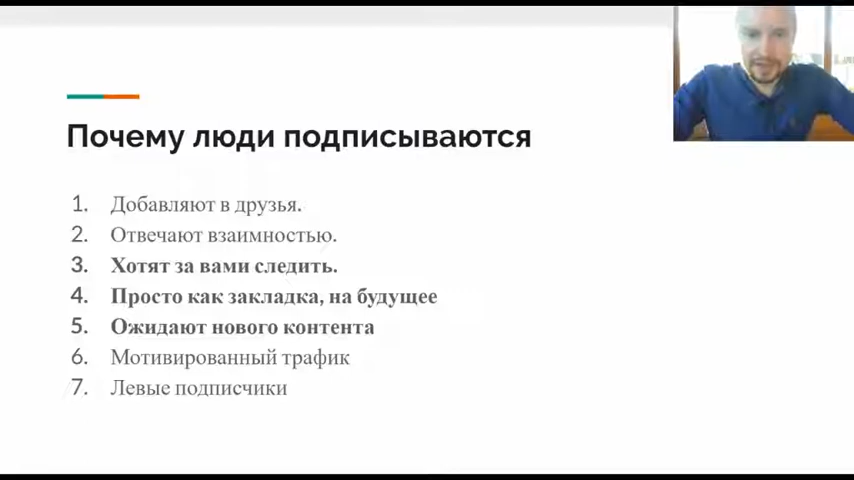 Почему люди подписываются
1. Добавляют в друзья.
2. Отвечают взаимностью.
3. Хотят за вами следить.
4. Просто как закладка, на будущее
5. Ожидают нового контента
6. Мотивированный трафик
7. Левые подписчики